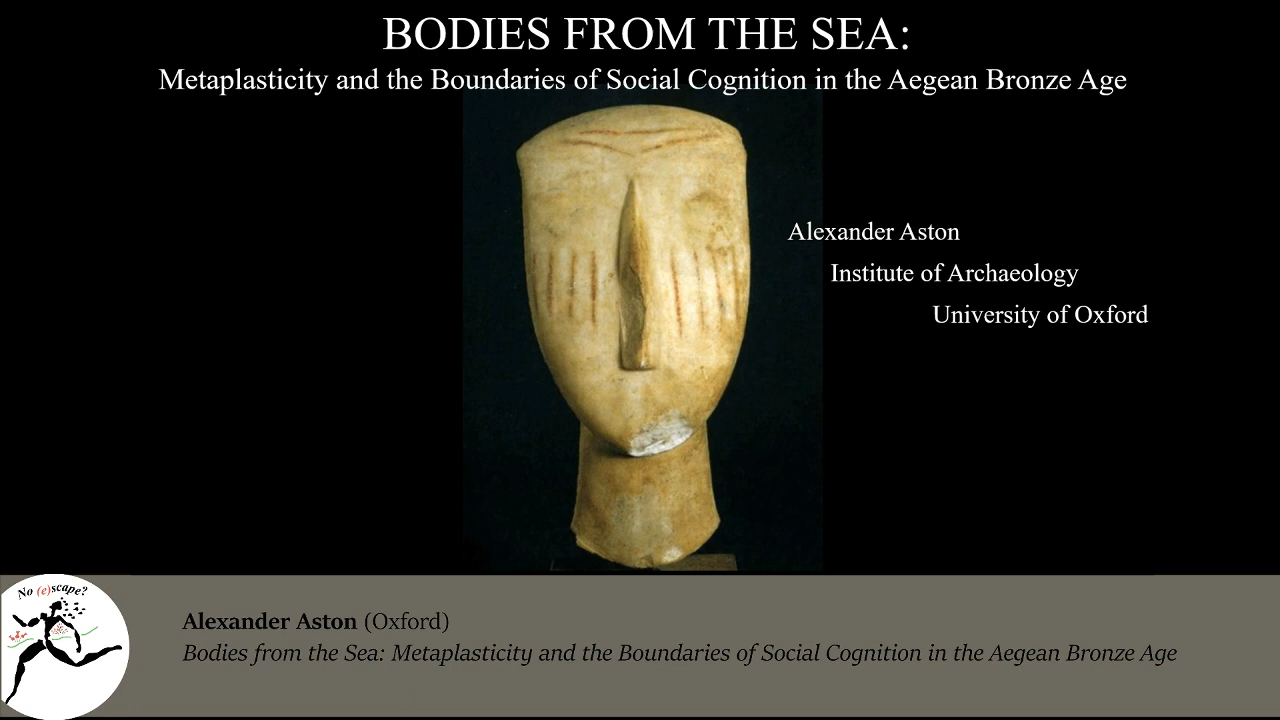 BODIES FROM THE SEA:
Metaplasticity and the Boundaries of Social Cognition in the Aegean Bronze Age
Alexander Aston
Institute of Archaeology
University of Oxford
No (e)scape?
Alexander Aston (Oxford)
Bodies from the Sea: Metaplasticity and the Boundaries of Social Cognition in the Aegean Bronze Age